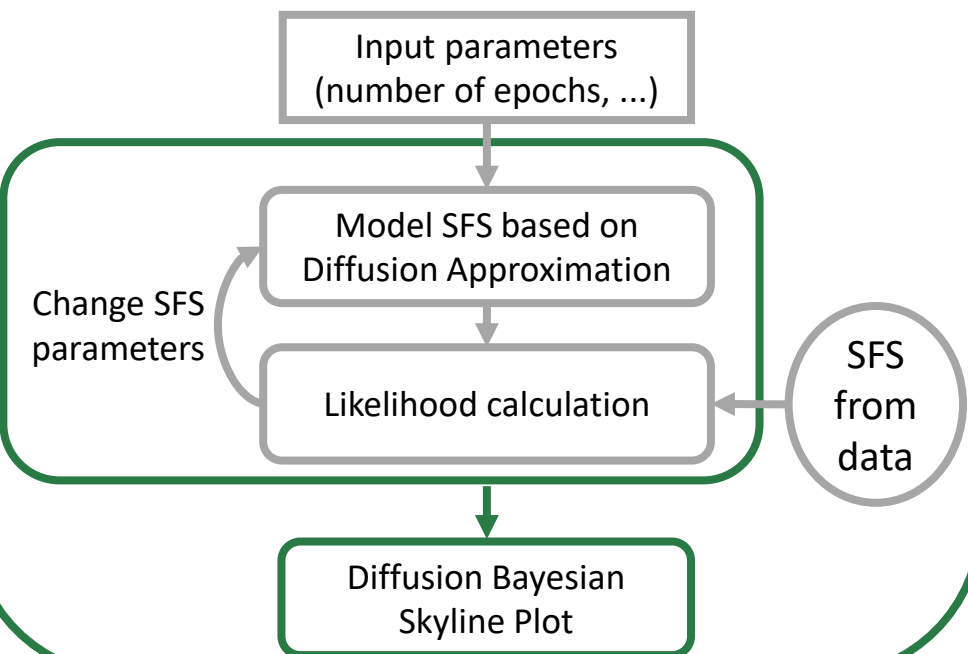 Input parameters
(number of epochs, ...)
Model SFS based on
Diffusion Approximation
Change SFS
parameters
Likelihood calculation
SFS
from
data
Diffusion Bayesian
Skyline Plot